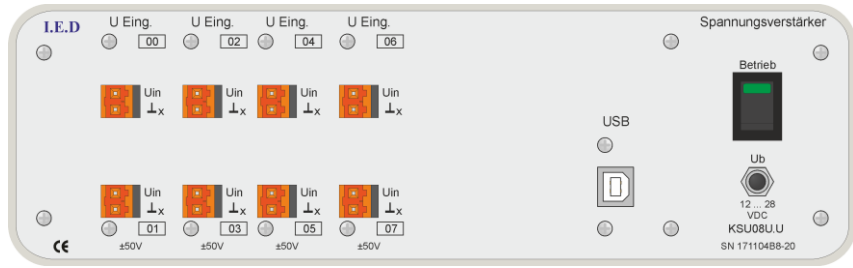 I.E.D
U Eing. U Eing. U Eing. U Eing.
00 02 04 06
Spannungsverstärker
Betrieb
Uin Uin Uin Uin
x x x x
USB
Ub
Uin Uin Uin Uin
x x x x
01 03 05 07
±50V ±50V ±50V ±50V
12 ... 28
VDC
KSU08U.U
SN 171104B8-20
CE